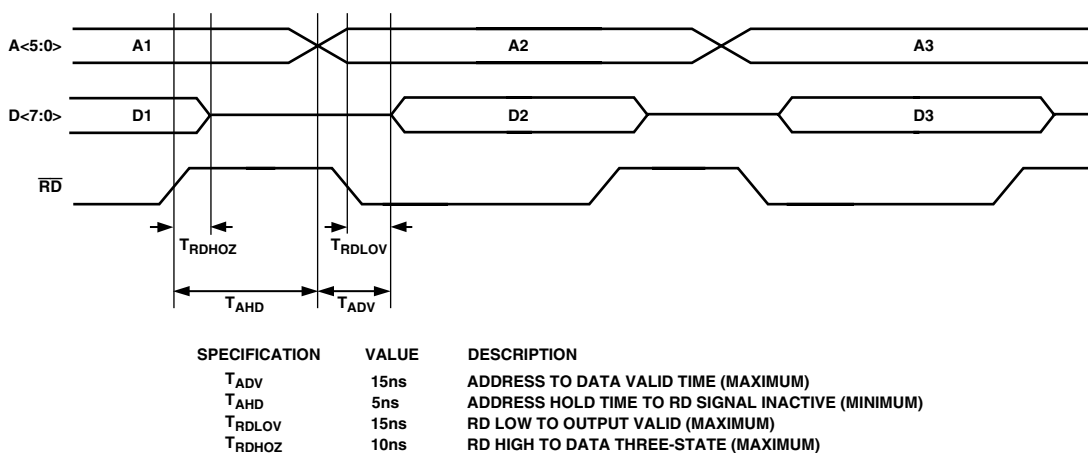 A<5:0> A1 A2 A3
D<7:0> D1 D2 D3
RD
TRDHOZ TRDLOV
TAHD TADV
SPECIFICATION VALUE DESCRIPTION
TADV 15ns ADDRESS TO DATA VALID TIME (MAXIMUM)
TAHD 5ns ADDRESS HOLD TIME TO RD SIGNAL INACTIVE (MINIMUM)
TRDLOV 15ns RD LOW TO OUTPUT VALID (MAXIMUM)
TRDHOZ 10ns RD HIGH TO DATA THREE-STATE (MAXIMUM)